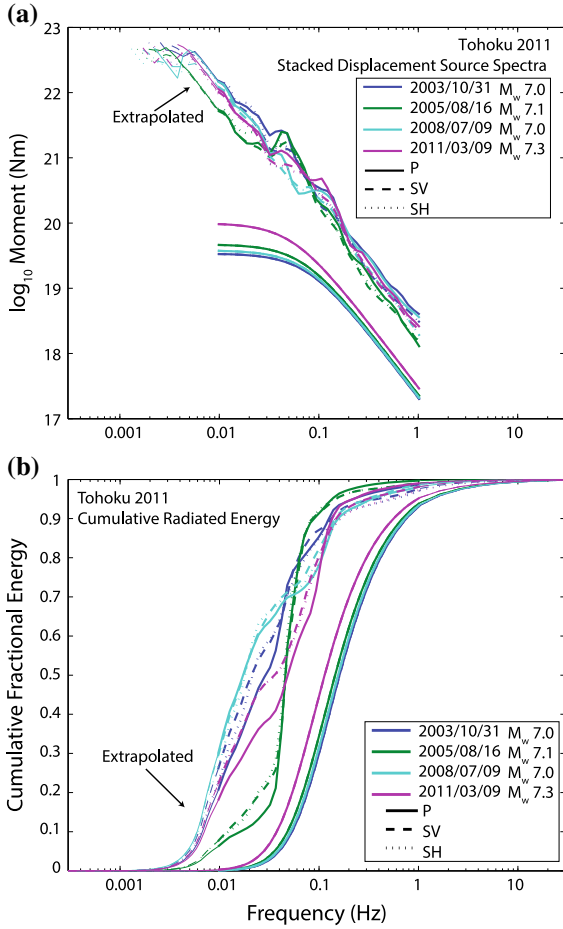 (a)
Tohoku 2011
Stacked Displacement Source Spectra
2003/10/31 Mw 7.0
2005/08/16 Mw 7.1
2008/07/09 Mw 7.0
2011/03/09 Mw 7.3
P
SV
SH
Extrapolated
log10 Moment (Nm)
23
22
21
20
19
18
17
0.001 0.01 0.1 1 10
(b)
Tohoku 2011
Cumulative Radiated Energy
Extrapolated
2003/10/31 Mw 7.0
2005/08/16 Mw 7.1
2008/07/09 Mw 7.0
2011/03/09 Mw 7.3
P
SV
SH
Cumulative Fractional Energy
1
0.9
0.8
0.7
0.6
0.5
0.4
0.3
0.2
0.1
0
0.001 0.01 0.1 1 10
Frequency (Hz)